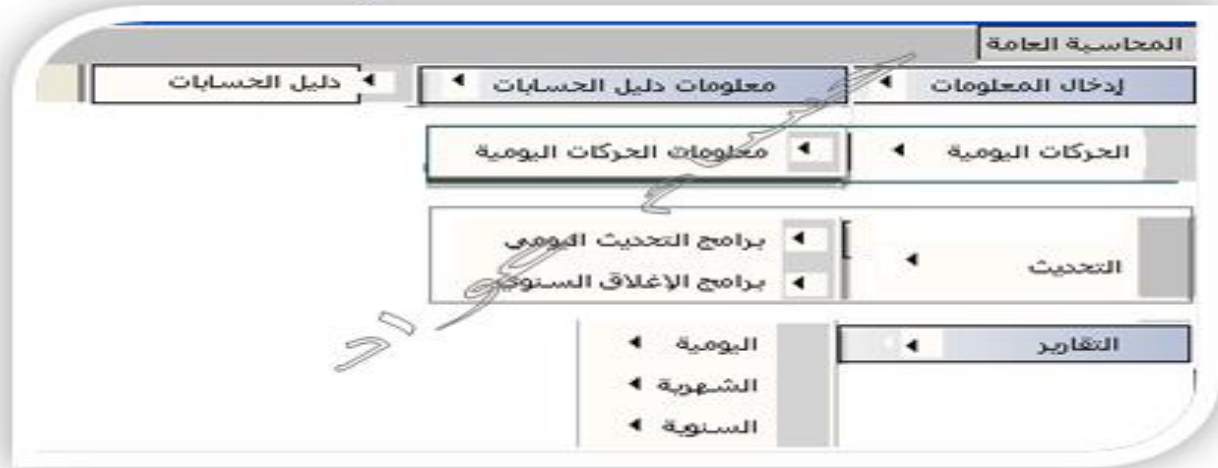 المحاسبة العامة
إدخال المعلومات معلومات دليل الحسابات دليل الحسابات
الحركات اليومية معلومات الحركات اليومية
برامج التحديث اليومي
التحديث
برامج الإغلاق السنوي
التقارير اليومية
الشهرية
السنوية